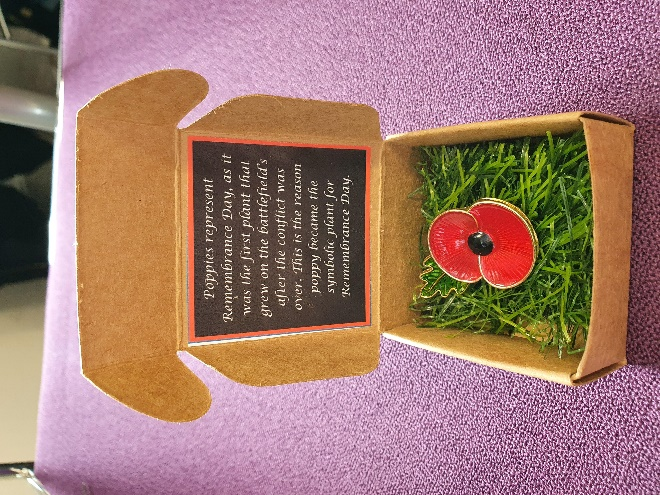 Poppies represent
Remembrance Day, as it
was the first plant that
grew on the battlefield's
after the conflict was
over. This is the reason
poppy became the
symbolic plant for
Remembrance Day.